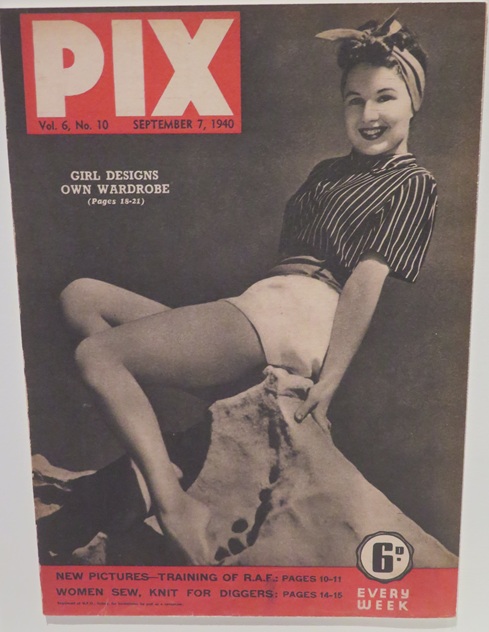 PIX
Vol. 6, No. 10 SEPTEMBER 7, 1940
GIRL DESIGNS
OWN WARDROBE
(Pages 18-21)
NEW PICTURES—TRAINING OF R.A.F.: PAGES 10-11
WOMEN SEW, KNIT FOR DIGGERS: PAGES 14-15
6D.
EVERY
WEEK